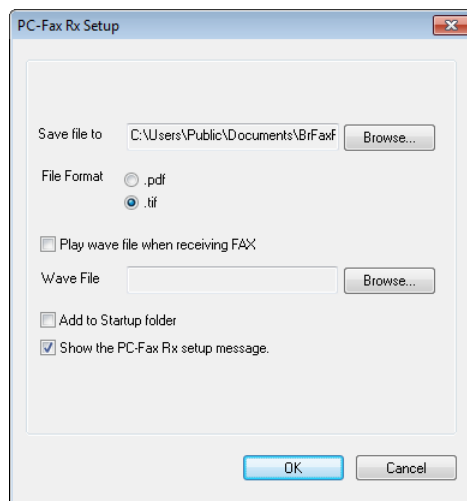 PC-Fax Rx Setup
Save file to C:\Users\Public\Documents\BrFaxF Browse...
File Format .pdf
.tif
Play wave file when receiving FAX
Wave File Browse...
Add to Startup folder
Show the PC-Fax Rx setup message.
OK Cancel